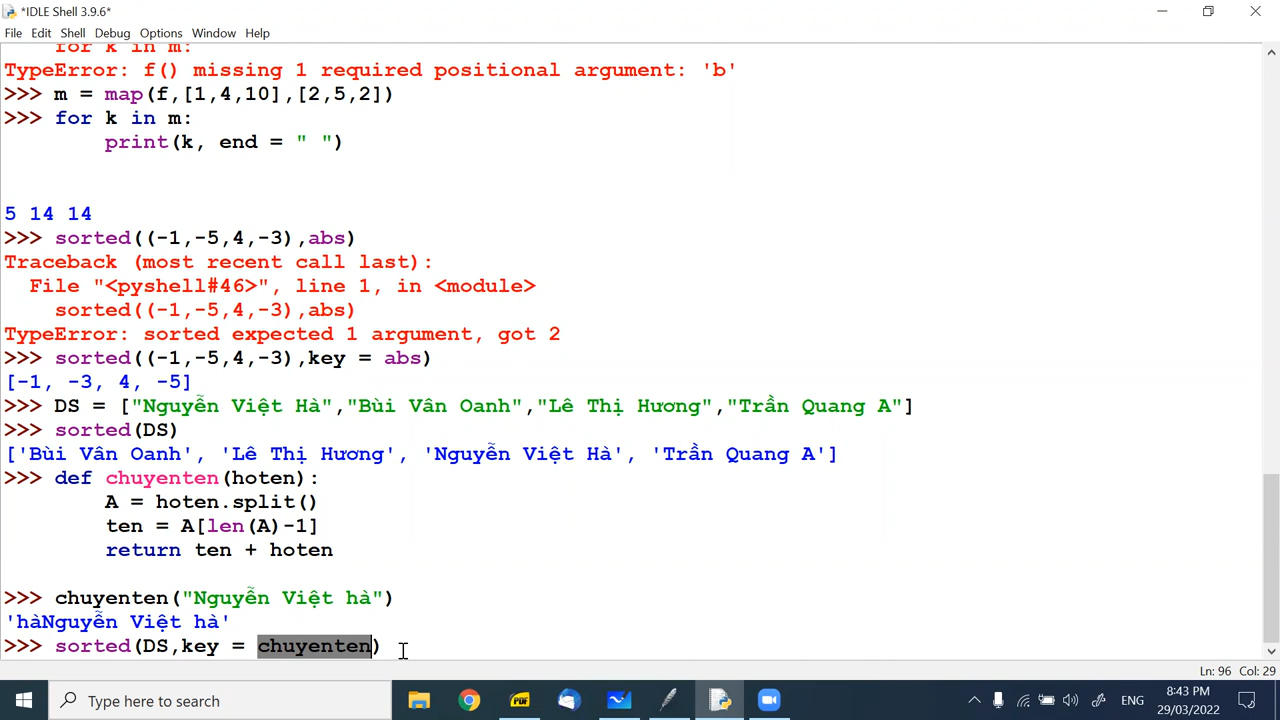 *IDLE Shell 3.9.6*
File Edit Shell Debug Options Window Help
for k in m:
TypeError: f() missing 1 required positional argument: 'b'
>>> m = map(f,[1,4,10],[2,5,2])
>>> for k in m:
print(k, end = " ")
5 14 14
>>> sorted((-1,-5,4,-3),abs)
Traceback (most recent call last):
File "<pyshell#46>", line 1, in <module>
sorted((-1,-5,4,-3),abs)
TypeError: sorted expected 1 argument, got 2
>>> sorted((-1,-5,4,-3),key = abs)
[-1, -3, 4, -5]
>>> DS = ["Nguyễn Việt Hà","Bùi Vân Oanh","Lê Thị Hương","Trần Quang A"]
>>> sorted(DS)
['Bùi Vân Oanh', 'Lê Thị Hương', 'Nguyễn Việt Hà', 'Trần Quang A']
>>> def chuyenten(hoten):
A = hoten.split()
ten = A[len(A)-1]
return ten + hoten
>>> chuyenten("Nguyễn Việt hà")
'hàNguyễn Việt hà'
>>> sorted(DS,key = chuyenten)
Ln: 96 Col: 29
Type here to search
PDF
ENG
8:43 PM
29/03/2022